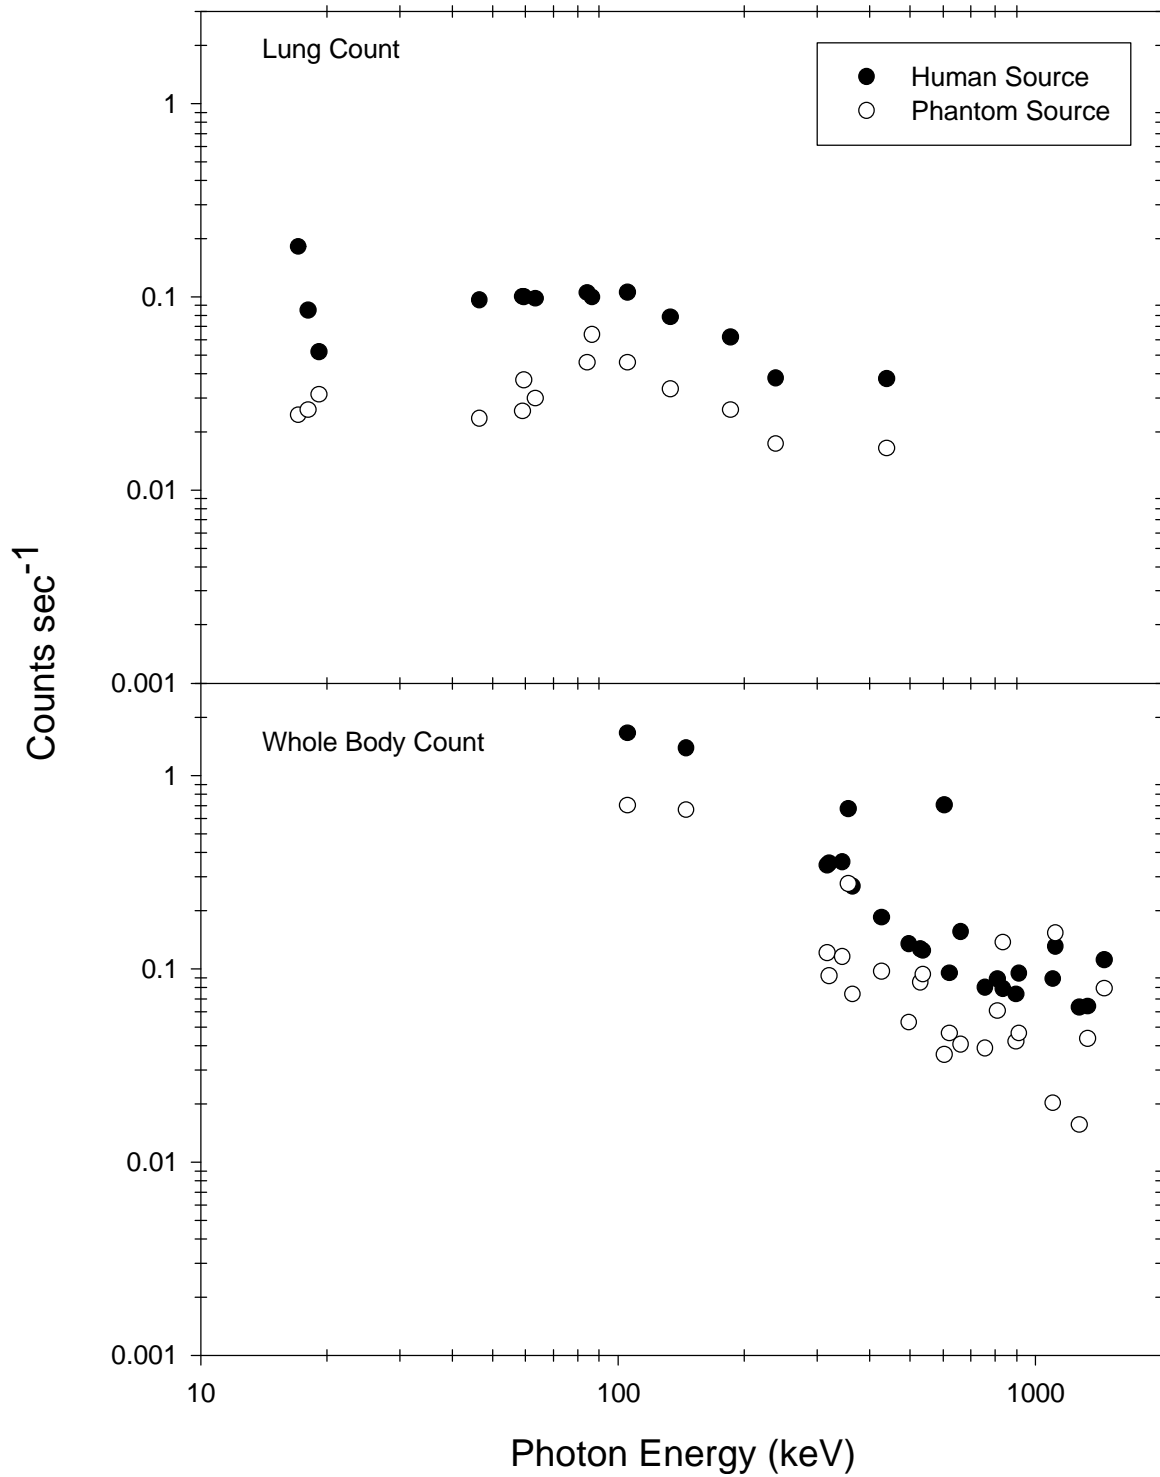 Lung Count
Human Source
Phantom Source
1
0.1
0.01
0.001
Counts sec-1
Whole Body Count
1
0.1
0.01
0.001
10
100
1000
Photon Energy (keV)